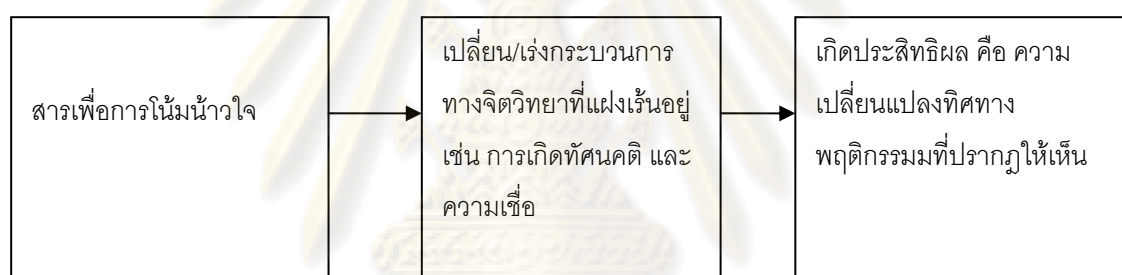 สารเพื่อการโน้มน้าวใจ
เปลี่ยน/เร่งกระบวนการ
ทางจิตวิทยาที่แฝงเร้นอยู่
เช่น การเกิดทัศนคติ และ
ความเชื่อ
เกิดประสิทธิผล คือ ความ
เปลี่ยนแปลงทิศทาง
พฤติกรรมมที่ปรากฏให้เห็น